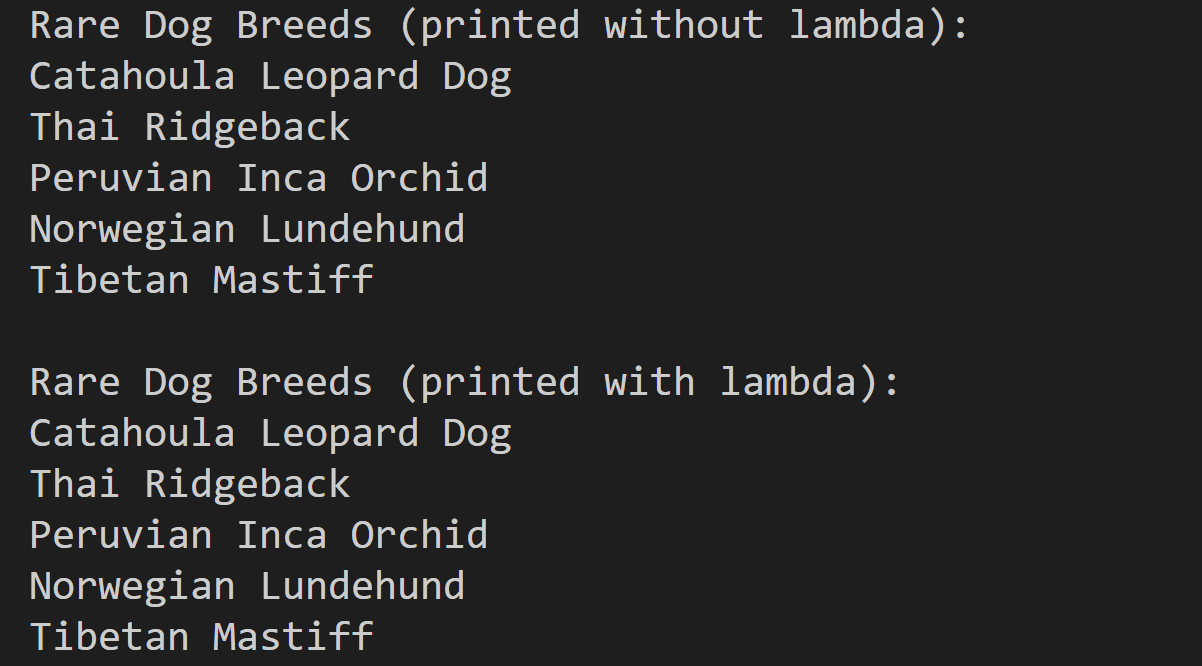 Rare Dog Breeds (printed without lambda):
Catahoula Leopard Dog
Thai Ridgeback
Peruvian Inca Orchid
Norwegian Lundehund
Tibetan Mastiff
Rare Dog Breeds (printed with lambda):
Catahoula Leopard Dog
Thai Ridgeback
Peruvian Inca Orchid
Norwegian Lundehund
Tibetan Mastiff